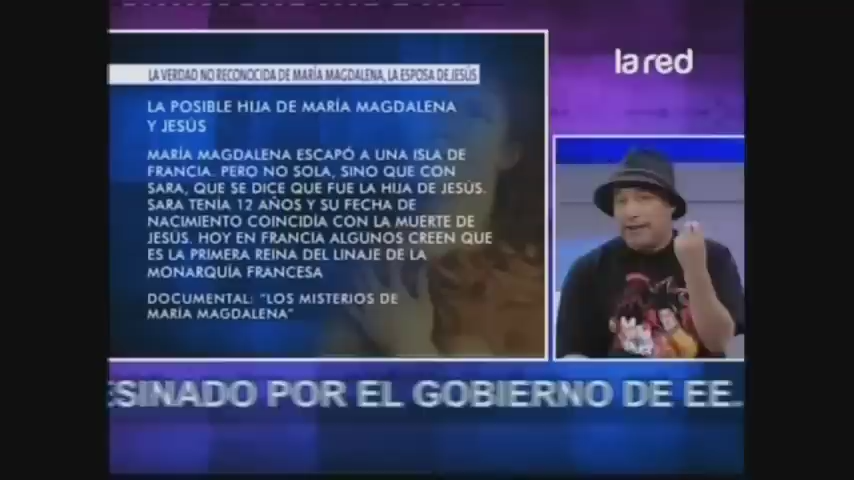 LA VERDAD NO RECONOCIDA DE MARÍA MAGDALENA, LA ESPOSA DE JESÚS
la red
LA POSIBLE HIJA DE MARÍA MAGDALENA
Y JESÚS
MARÍA MAGDALENA ESCAPÓ A UNA ISLA DE
FRANCIA. PERO NO SOLA, SINO QUE CON
SARA, QUE SE DICE QUE FUE LA HIJA DE JESÚS.
SARA TENÍA 12 AÑOS Y SU FECHA DE
NACIMIENTO COINCIDÍA CON LA MUERTE DE
JESÚS. HOY EN FRANCIA ALGUNOS CREEN QUE
ES LA PRIMERA REINA DEL LINAJE DE LA
MONARQUÍA FRANCESA
DOCUMENTAL: "LOS MISTERIOS DE
MARÍA MAGDALENA"
SINADO POR EL GOBIERNO DE EE.